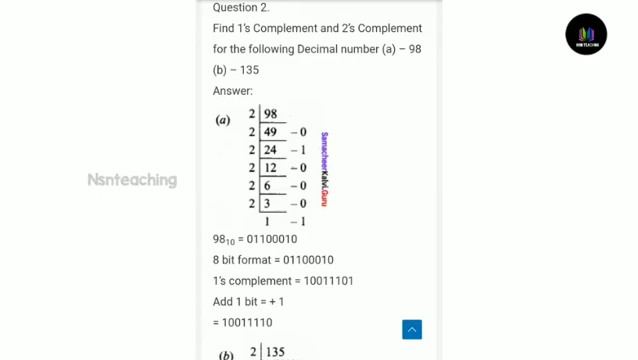 Question 2.
Find 1's Complement and 2's Complement
for the following Decimal number (a) – 98
(b) – 135
Answer:
(a)
2 98
2 49 – 0
2 24 – 1
2 12 – 0
2 6 – 0
2 3 – 0
1 – 1
SamacheerKalvi.Guru
Nsnteaching
NSN TEACHING
98₁₀ = 01100010
8 bit format = 01100010
1's complement = 10011101
Add 1 bit = + 1
= 10011110
(b) 2 135